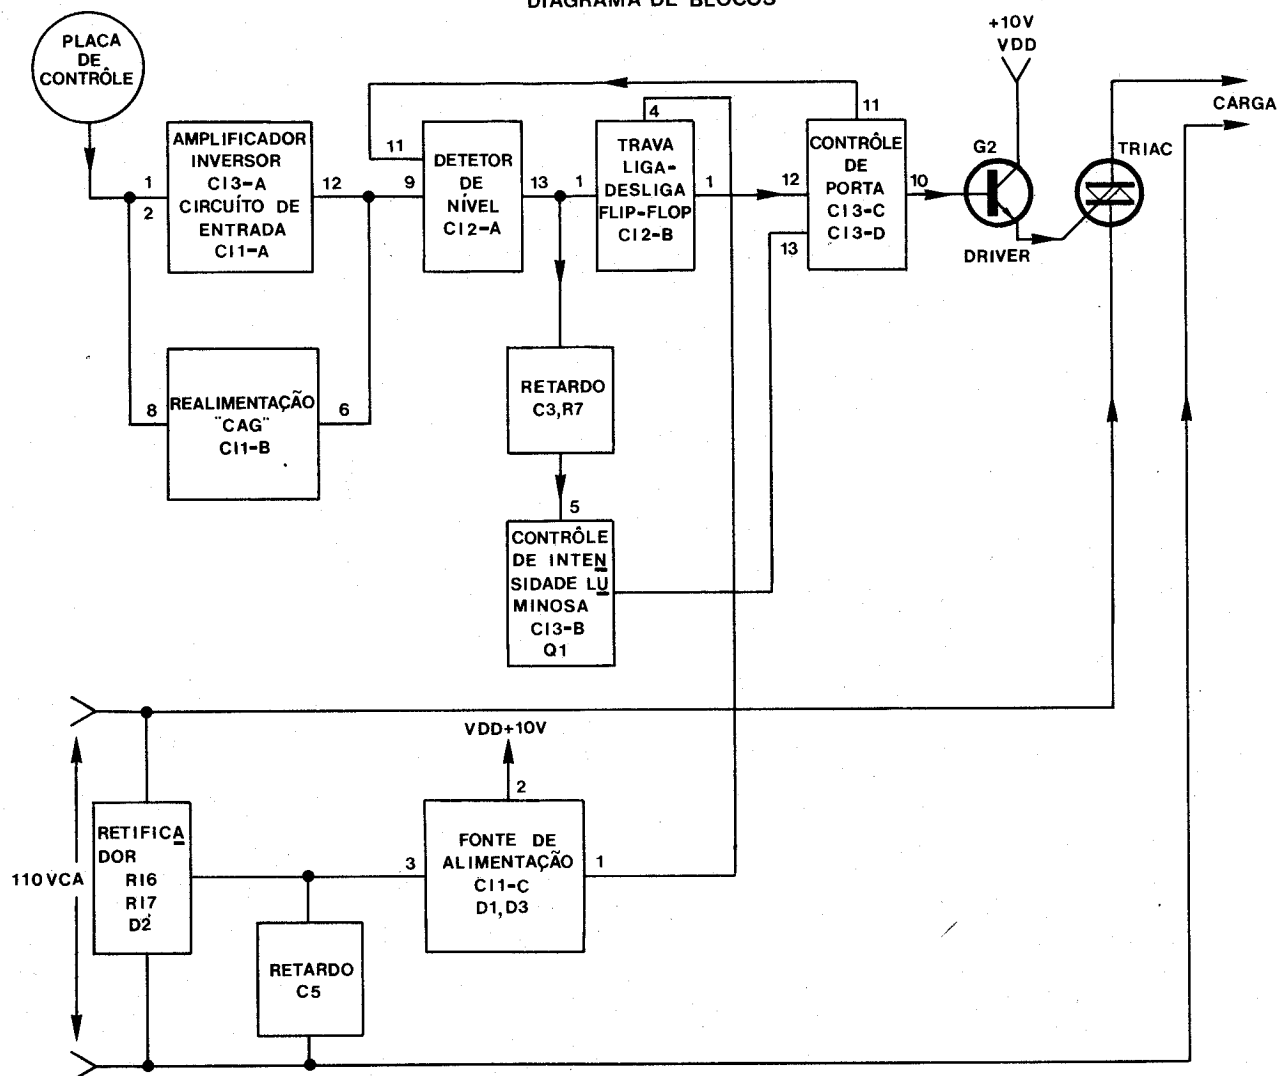 DIAGRAMA DE BLOCOS
PLACA
DE
CONTRÔLE
1
2
AMPLIFICADOR
INVERSOR
CI3-A
CIRCUÍTO DE
ENTRADA
CI1-A
12
8
REALIMENTAÇÃO
"CAG"
CI1-B
6
11
9
DETETOR
DE
NÍVEL
CI2-A
13
1
4
TRAVA
LIGA-
DESLIGA
FLIP-FLOP
CI2-B
1
11
12
13
CONTRÔLE
DE
PORTA
CI3-C
CI3-D
10
+10V
VDD
G2
DRIVER
TRIAC
CARGA
RETARDO
C3,R7
5
CONTRÔLE
DE INTEN
SIDADE LU
MINOSA
CI3-B
Q1
110VCA
RETIFICA
DOR
R16
R17
D2
RETARDO
C5
VDD+10V
2
3
FONTE DE
ALIMENTAÇÃO
CI1-C
D1,D3
1